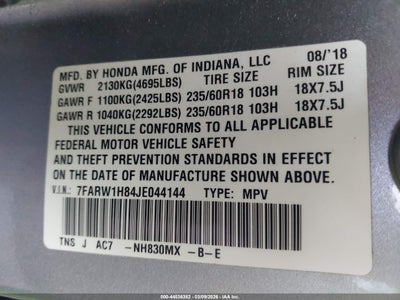 MFD. BY HONDA MFG. OF INDIANA, LLC 08/'18
GVWR 2130KG(4695LBS) TIRE SIZE RIM SIZE
GAWR F 1100KG(2425LBS) 235/60R18 103H 18X7.5J
GAWR R 1040KG(2292LBS) 235/60R18 103H 18X7.5J
THIS VEHICLE CONFORMS TO ALL APPLICABLE
FEDERAL MOTOR VEHICLE SAFETY
AND THEFT PREVENTION STANDARDS IN EFFECT
ON THE DATE OF MANUFACTURE SHOWN ABOVE.
V.I.N.: 7FARW1H84JE044144 TYPE: MPV
TNS J AC7 -NH830MX -B-E
000-44638382 - 03/09/2026 - IAA Inc.